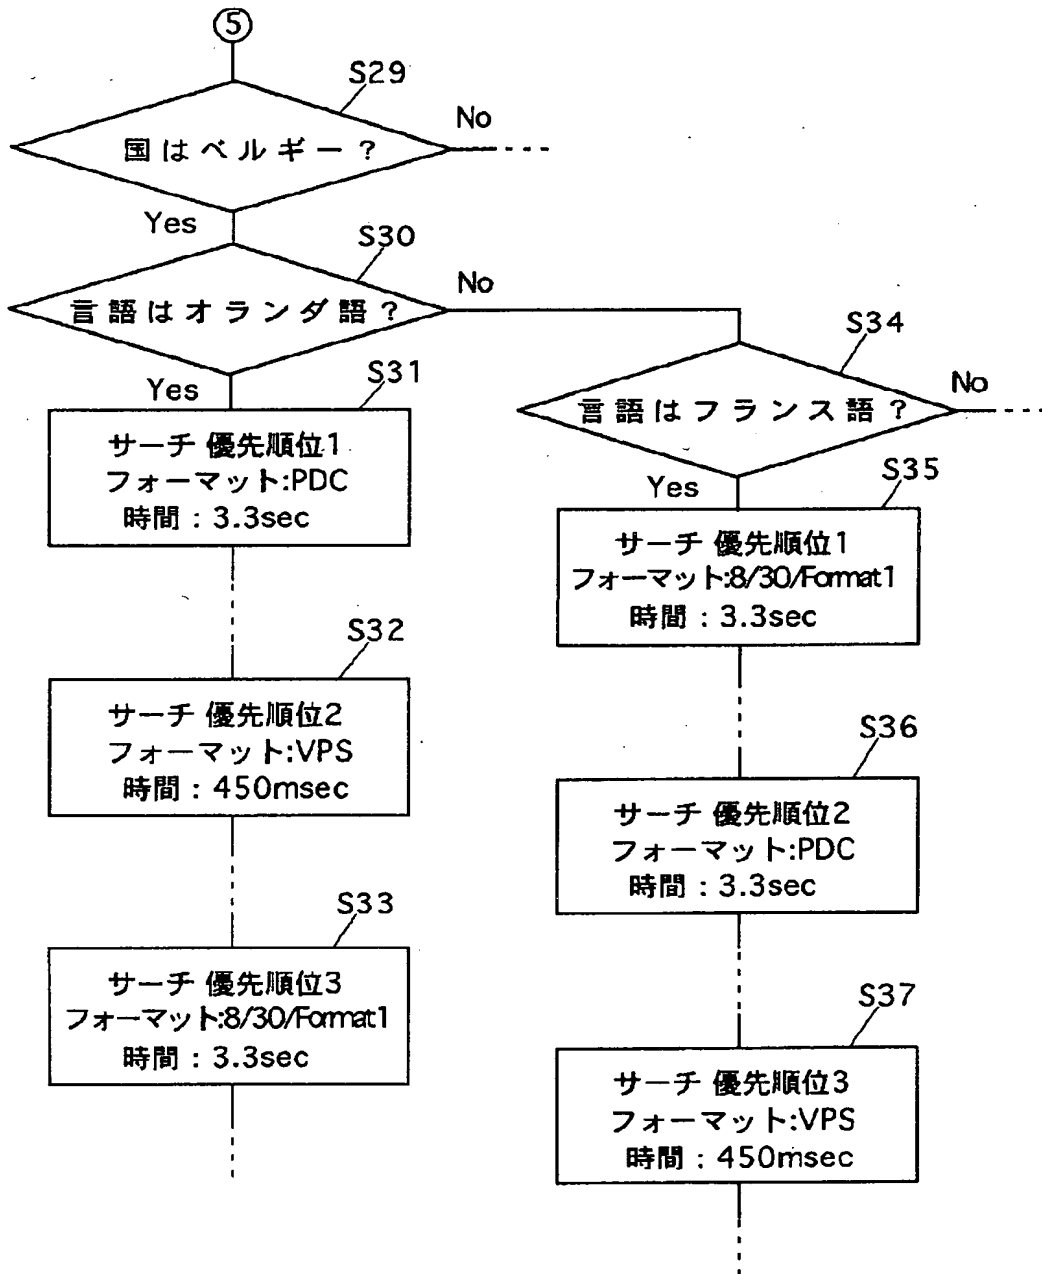 ⑤
S29
No
国はベルギー?
Yes
S30
No
言語はオランダ語?
S34
No
言語はフランス語?
Yes
S31
サーチ 優先順位1
フォーマット:PDC
時間:3.3sec
Yes
S35
サーチ 優先順位1
フォーマット:8/30/Format1
時間:3.3sec
S32
サーチ 優先順位2
フォーマット:VPS
時間:450msec
S36
サーチ 優先順位2
フォーマット:PDC
時間:3.3sec
S33
サーチ 優先順位3
フォーマット:8/30/Format1
時間:3.3sec
S37
サーチ 優先順位3
フォーマット:VPS
時間:450msec